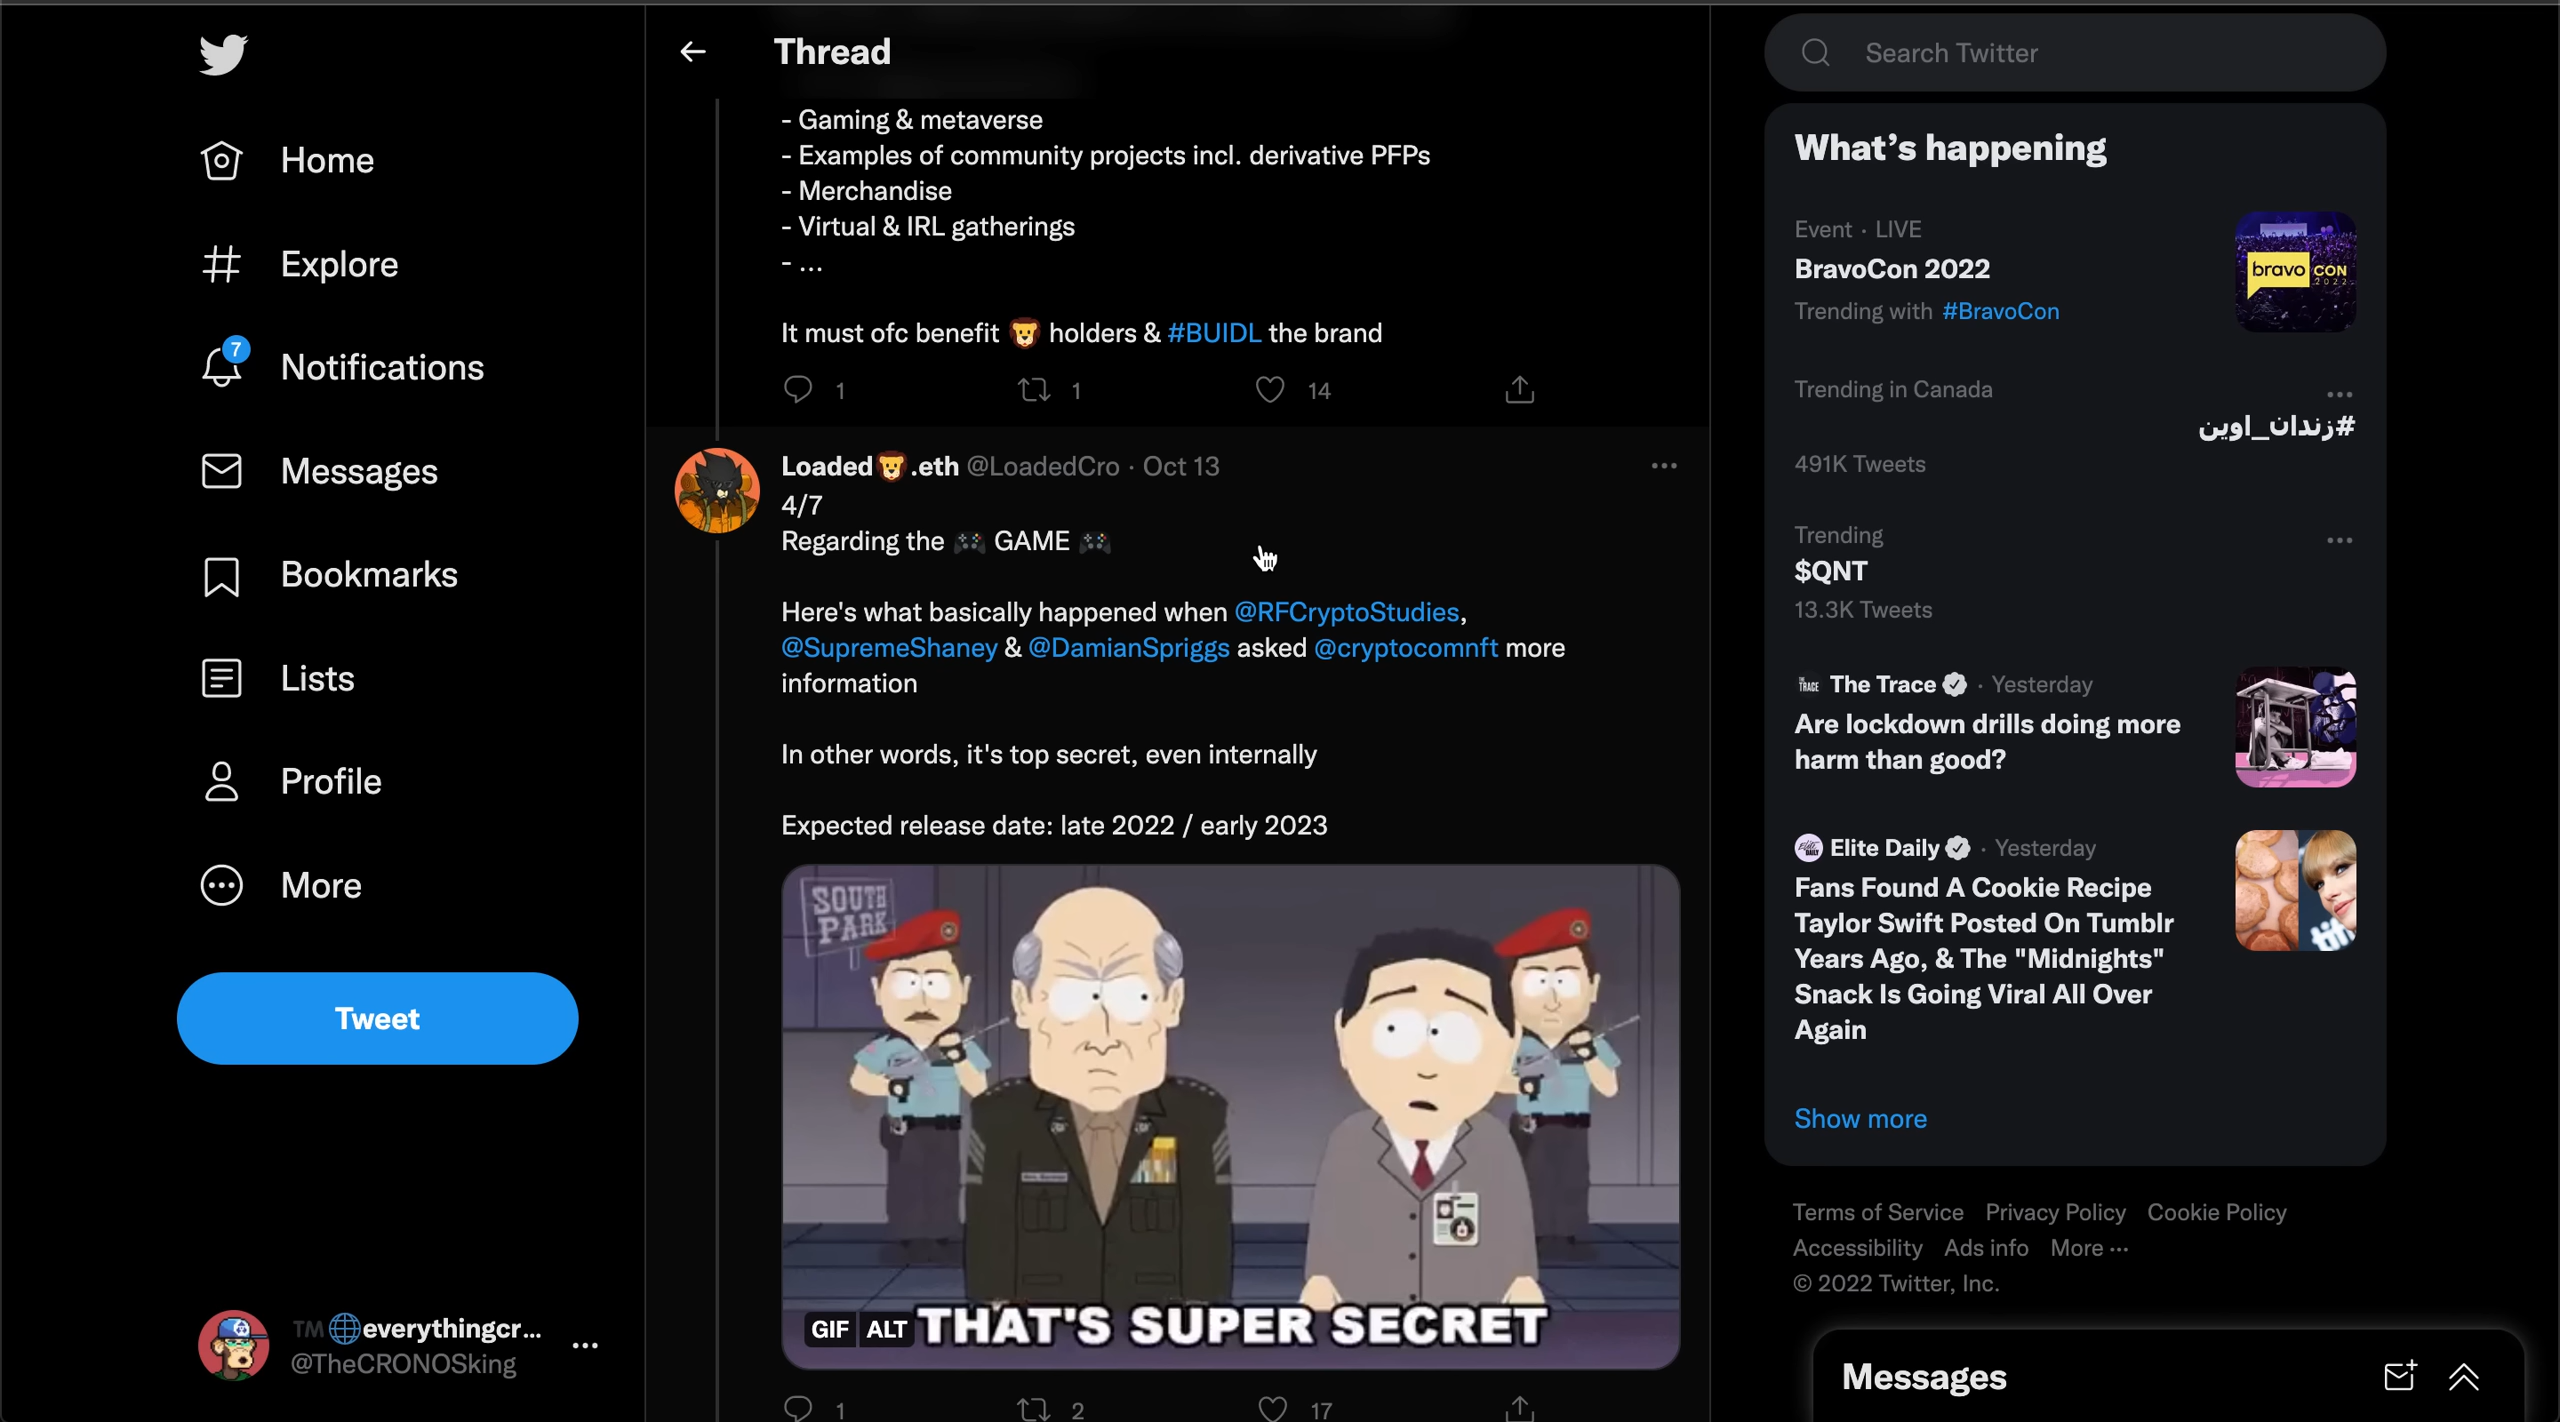 Home
Explore
7
Notifications
Messages
Bookmarks
Lists
Profile
More
Tweet
TM🌐everythingcr...
@TheCRONOSking
Thread
- Gaming & metaverse
- Examples of community projects incl. derivative PFPs
- Merchandise
- Virtual & IRL gatherings
- ...
It must ofc benefit 🦁 holders & #BUIDL the brand
1 1 14
Loaded🦁.eth @LoadedCro · Oct 13
4/7
Regarding the 🎮 GAME 🎮
Here's what basically happened when @RFCryptoStudies,
@SupremeShaney & @DamianSpriggs asked @cryptocomnft more
information
In other words, it's top secret, even internally
Expected release date: late 2022 / early 2023
SOUTH
PARK
GIF ALT THAT'S SUPER SECRET
1 2 17
Search Twitter
What's happening
Event · LIVE
BravoCon 2022
Trending with #BravoCon
bravo CON
2022
Trending in Canada
#زندان_اوین
491K Tweets
Trending
$QNT
13.3K Tweets
THE TRACE The Trace · Yesterday
Are lockdown drills doing more
harm than good?
Elite Daily · Yesterday
Fans Found A Cookie Recipe
Taylor Swift Posted On Tumblr
Years Ago, & The "Midnights"
Snack Is Going Viral All Over
Again
tiff
Show more
Terms of Service Privacy Policy Cookie Policy
Accessibility Ads info More ...
© 2022 Twitter, Inc.
Messages